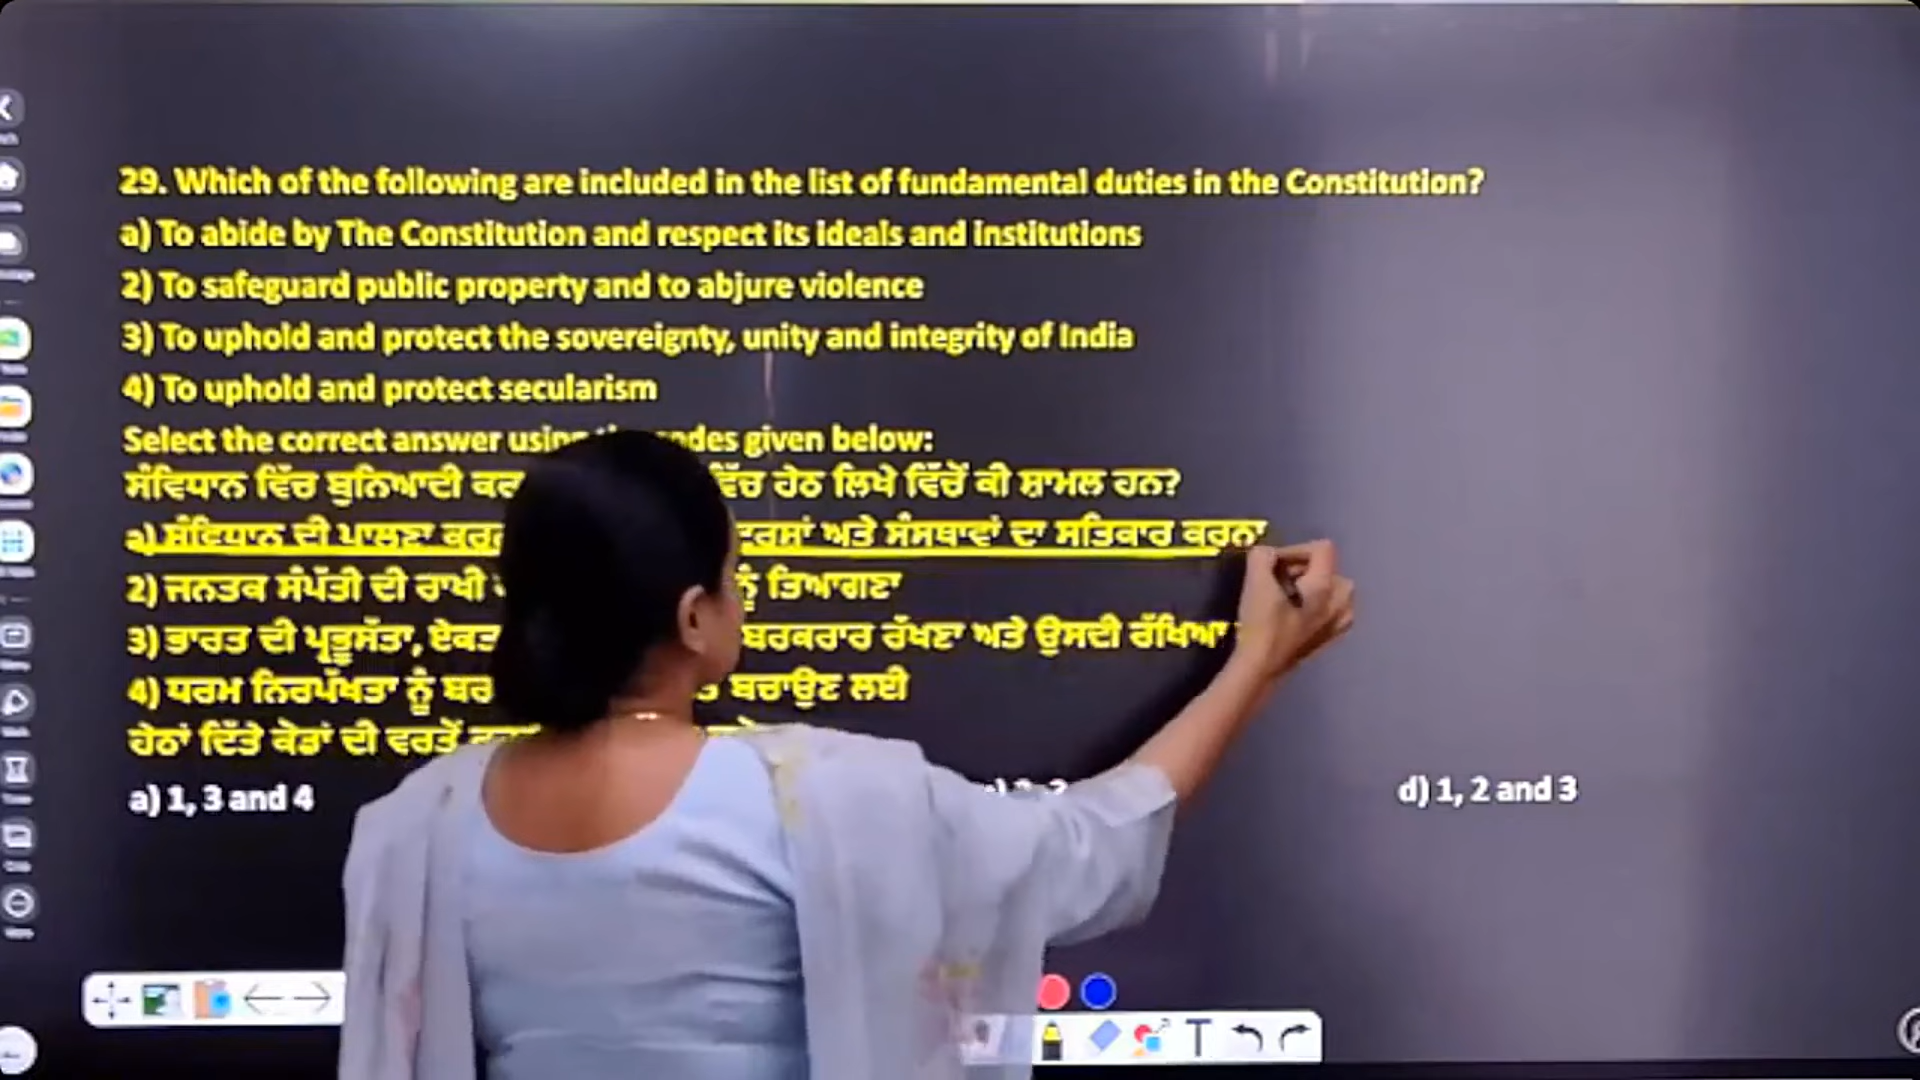 29. Which of the following are included in the list of fundamental duties in the Constitution?
a) To abide by The Constitution and respect its ideals and institutions
2) To safeguard public property and to abjure violence
3) To uphold and protect the sovereignty, unity and integrity of India
4) To uphold and protect secularism
Select the correct answer using given below:
ਸੰਵਿਧਾਨ ਵਿੱਚ ਬੁਨਿਆਦੀ ਵਿੱਚ ਹੇਠ ਲਿਖੇ ਵਿੱਚੋਂ ਕੀ ਸ਼ਾਮਲ ਹਨ?
a) ਸੰਵਿਧਾਨ ਦੀ ਪਾਲਣਾ ਅਤੇ ਸੰਸਥਾਵਾਂ ਦਾ ਸਤਿਕਾਰ ਕਰਨਾ
2) ਜਨਤਕ ਸੰਪੱਤੀ ਦੀ ਰਾਖੀ ਨੂੰ ਤਿਆਗਣਾ
3) ਭਾਰਤ ਦੀ ਪ੍ਰਭੂਸੱਤਾ, ਬਰਕਰਾਰ ਰੱਖਣਾ ਅਤੇ ਉਸਦੀ ਰੱਖਿਆ
4) ਧਰਮ ਨਿਰਪੱਖਤਾ ਨੂੰ ਬਚਾਉਣ ਲਈ
ਹੇਠਾਂ ਦਿੱਤੇ ਕੋਡਾਂ ਦੀ ਵਰਤੋਂ
a) 1, 3 and 4
d) 1, 2 and 3